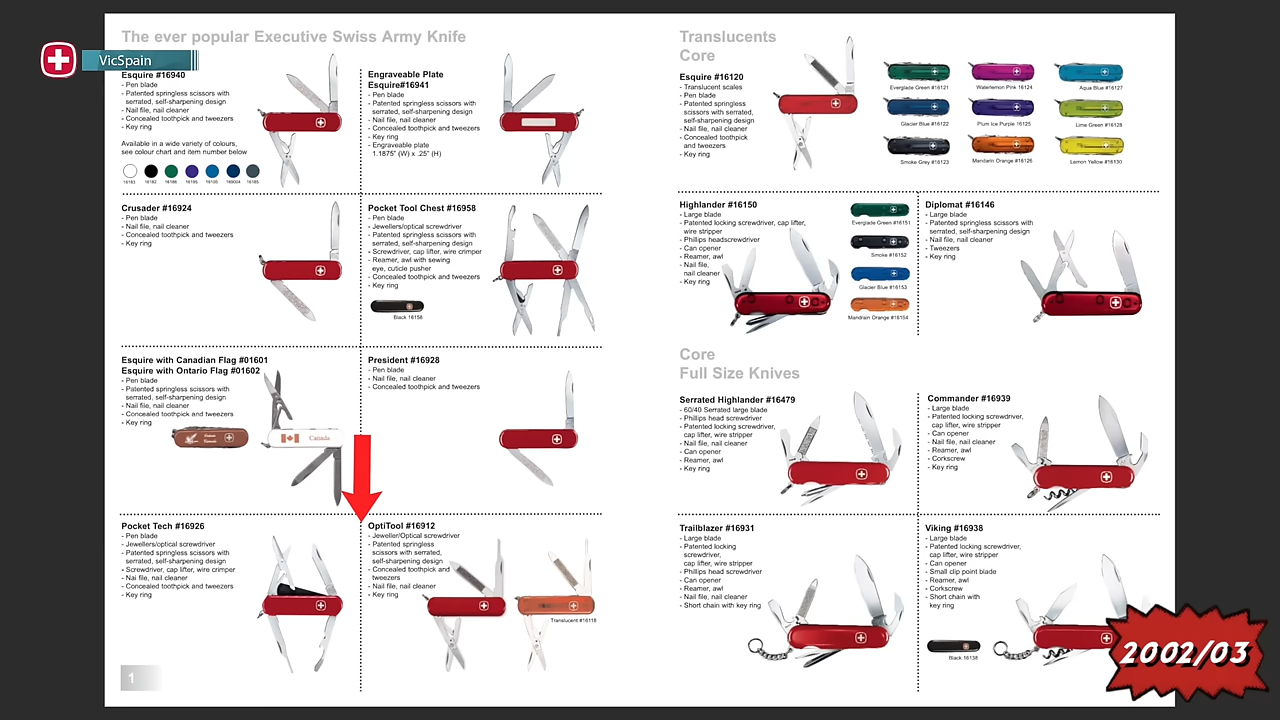 VicSpain
The ever popular Executive Swiss Army Knife
Esquire #16940
- Pen blade
- Patented springless scissors with
serrated, self-sharpening design
- Nail file, nail cleaner
- Concealed toothpick and tweezers
- Key ring
Available in a wide variety of colours,
see colour chart and item number below
Engraveable Plate
Esquire#16941
- Pen blade
- Patented springless scissors with
serrated, self-sharpening design
- Nail file, nail cleaner
- Concealed toothpick and tweezers
- Key ring
- Engraveable plate
1.1875" (W) x .25" (H)
Crusader #16924
- Pen blade
- Nail file, nail cleaner
- Concealed toothpick and tweezers
- Key ring
Pocket Tool Chest #16958
- Pen blade
- Jewellers/optical screwdriver
- Patented springless scissors with
serrated, self-sharpening design
- Screwdriver, cap lifter, wire crimper
- Reamer, awl with sewing
eye, cuticle pusher
- Concealed toothpick and tweezers
- Key ring
Black 16158
Esquire with Canadian Flag #01601
Esquire with Ontario Flag #01602
- Pen blade
- Patented springless scissors with
serrated, self-sharpening design
- Nail file, nail cleaner
- Concealed toothpick and tweezers
- Key ring
Canada
President #16928
- Pen blade
- Nail file, nail cleaner
- Concealed toothpick and tweezers
Pocket Tech #16926
- Pen blade
- Jewellers/optical screwdriver
- Patented springless scissors with
serrated, self-sharpening design
- Screwdriver, cap lifter, wire crimper
- Nai file, nail cleaner
- Concealed toothpick and tweezers
- Key ring
OptiTool #16912
- Jeweller/Optical screwdriver
- Patented springless
scissors with serrated,
self-sharpening design
- Concealed toothpick and
tweezers
- Nail file, nail cleaner
- Key ring
Translucent #16118
1
Translucents
Core
Esquire #16120
- Translucent scales
- Pen blade
- Patented springless
scissors with serrated,
self-sharpening design
- Nail file, nail cleaner
- Concealed toothpick
and tweezers
- Key ring
Everglade Green #16121
Watermelon Pink 16124
Aqua Blue #16127
Glacier Blue #16122
Plum Ice Purple 16125
Lime Green #16128
Smoke Grey #16123
Mandarin Orange #16126
Lemon Yellow #16130
Highlander #16150
- Large blade
- Patented locking screwdriver, cap lifter,
wire stripper
- Phillips headscrewdriver
- Can opener
- Reamer, awl
- Nail file,
nail cleaner
- Key ring
Everglade Green #16151
Smoke #16152
Glacier Blue #16153
Mandrain Orange #16154
Diplomat #16146
- Large blade
- Patented springless scissors with
serrated, self-sharpening design
- Nail file, nail cleaner
- Tweezers
- Key ring
Core
Full Size Knives
Serrated Highlander #16479
- 60/40 Serrated large blade
- Phillips head screwdriver
- Patented locking screwdriver,
cap lifter, wire stripper
- Nail file, nail cleaner
- Can opener
- Reamer, awl
- Key ring
Commander #16939
- Large blade
- Patented locking screwdriver,
cap lifter, wire stripper
- Can opener
- Nail file, nail cleaner
- Reamer, awl
- Corkscrew
- Key ring
Trailblazer #16931
- Large blade
- Patented locking
screwdriver,
cap lifter, wire stripper
- Phillips head screwdriver
- Can opener
- Reamer, awl
- Nail file, nail cleaner
- Short chain with key ring
Viking #16938
- Large blade
- Patented locking screwdriver,
cap lifter, wire stripper
- Can opener
- Small clip point blade
- Reamer, awl
- Corkscrew
- Short chain with
key ring
Black 16138
2002/03